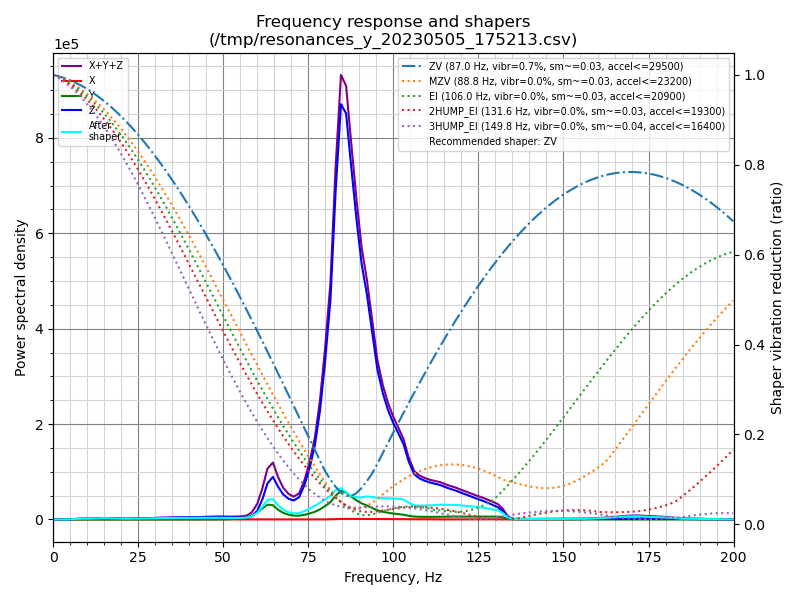 Frequency response and shapers
(/tmp/resonances_y_20230505_175213.csv)
1e5
X+Y+Z
X
Y
Z
After
shaper
ZV (87.0 Hz, vibr=0.7%, sm~=0.03, accel<=29500)
MZV (88.8 Hz, vibr=0.0%, sm~=0.03, accel<=23200)
EI (106.0 Hz, vibr=0.0%, sm~=0.03, accel<=20900)
2HUMP_EI (131.6 Hz, vibr=0.0%, sm~=0.03, accel<=19300)
3HUMP_EI (149.8 Hz, vibr=0.0%, sm~=0.04, accel<=16400)
Recommended shaper: ZV
Power spectral density
8
6
4
2
0
1.0
0.8
0.6
0.4
0.2
0.0
Shaper vibration reduction (ratio)
0 25 50 75 100 125 150 175 200
Frequency, Hz